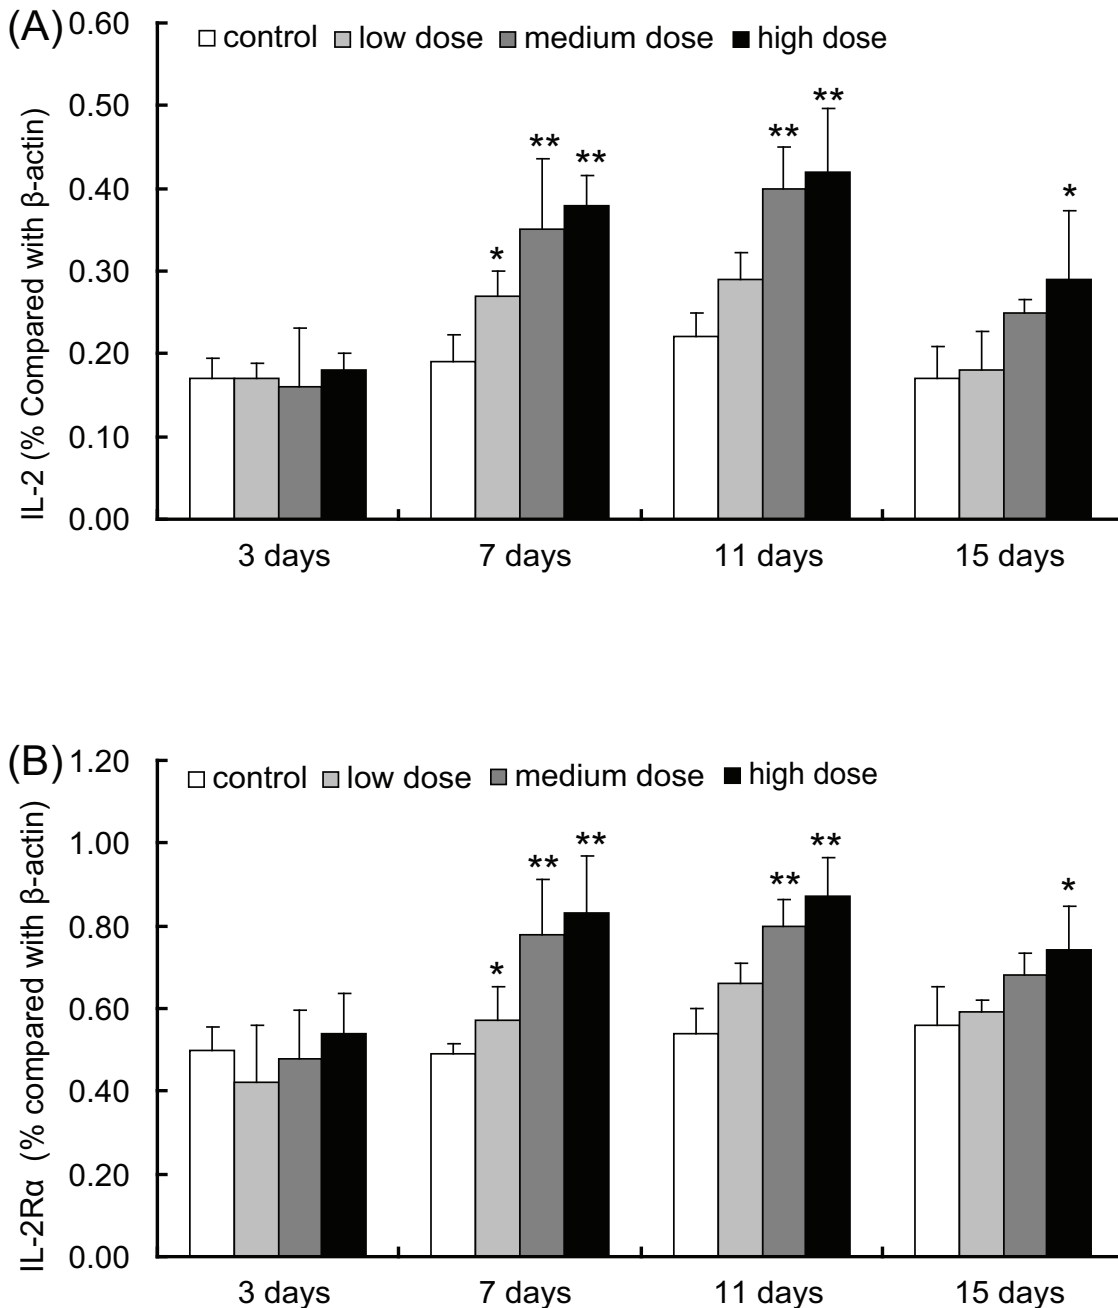 (A)
control low dose medium dose high dose
IL-2 (% Compared with β-actin)
0.60
0.50
0.40
0.30
0.20
0.10
0.00
* ** **
** **
*
3 days 7 days 11 days 15 days
(B)
control low dose medium dose high dose
IL-2Rα (% compared with β-actin)
1.20
1.00
0.80
0.60
0.40
0.20
0.00
* ** **
** **
*
3 days 7 days 11 days 15 days